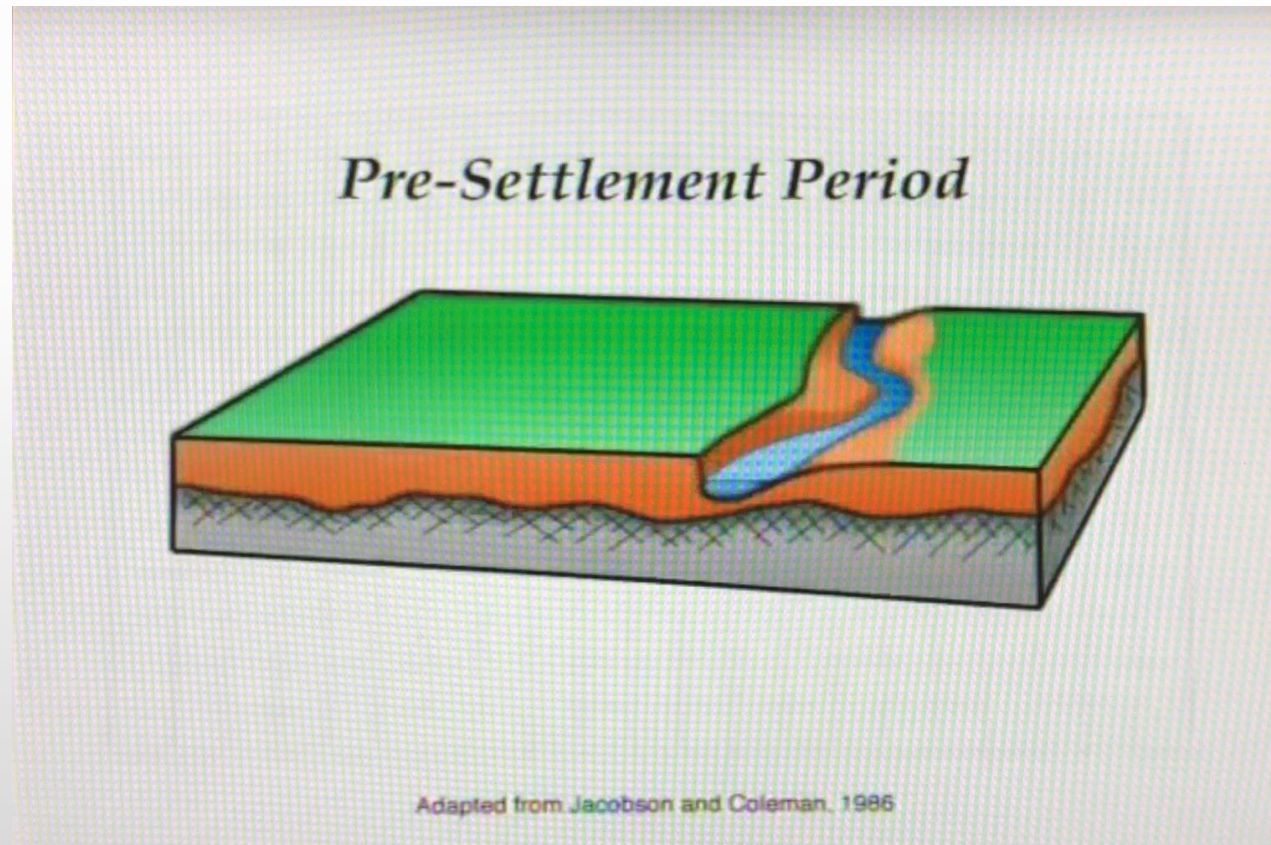 Pre-Settlement Period
Adapted from Jacobson and Coleman, 1986